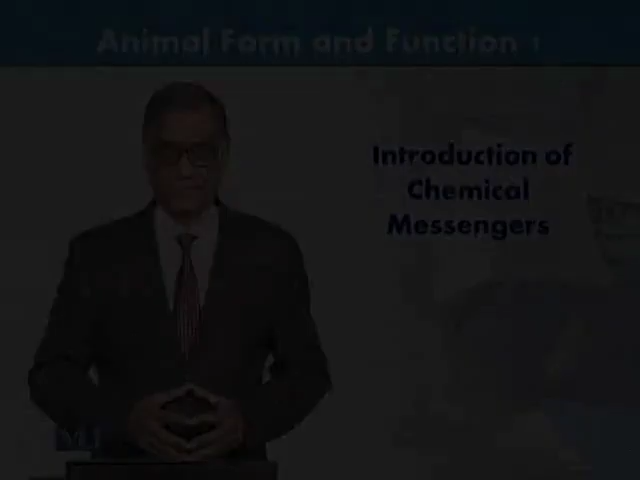 Animal Form and Function 1
Introduction of
Chemical
Messengers